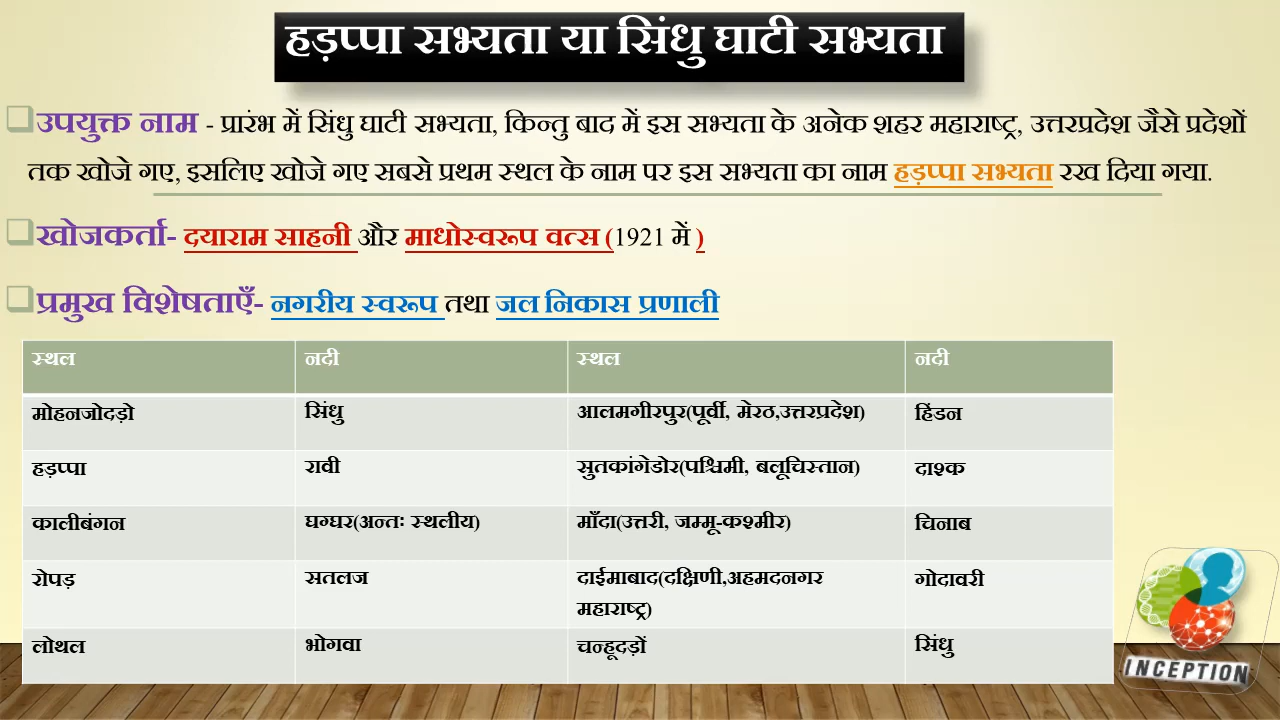 हड़प्पा सभ्यता या सिंधु घाटी सभ्यता
उपयुक्त नाम - प्रारंभ में सिंधु घाटी सभ्यता, किन्तु बाद में इस सभ्यता के अनेक शहर महाराष्ट्र, उत्तरप्रदेश जैसे प्रदेशों
तक खोजे गए, इसलिए खोजे गए सबसे प्रथम स्थल के नाम पर इस सभ्यता का नाम हड़प्पा सभ्यता रख दिया गया.
खोजकर्ता- दयाराम साहनी और माधोस्वरूप वत्स (1921 में )
प्रमुख विशेषताएँ- नगरीय स्वरूप तथा जल निकास प्रणाली
स्थल नदी स्थल नदी
मोहनजोदड़ो सिंधु आलमगीरपुर(पूर्वी, मेरठ,उत्तरप्रदेश) हिंडन
हड़प्पा रावी सुतकांगेडोर(पश्चिमी, बलूचिस्तान) दाश्क
कालीबंगन घग्घर(अन्तः स्थलीय) माँदा(उत्तरी, जम्मू-कश्मीर) चिनाब
रोपड़ सतलज दाईमाबाद(दक्षिणी,अहमदनगर गोदावरी
महाराष्ट्र)
लोथल भोगवा चन्हूदड़ों सिंधु
INCEPTION